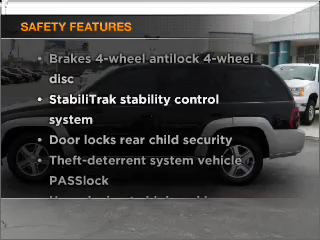 SAFETY FEATURES
• Brakes 4-wheel antilock 4-wheel
disc
• StabiliTrak stability control
system
• Door locks rear child security
• Theft-deterrent system vehicle
PASSlock